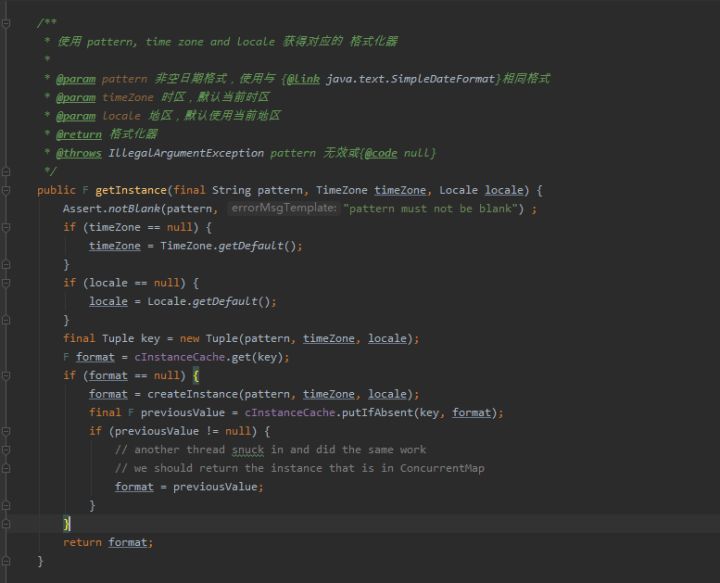 /**
* 使用 pattern, time zone and locale 获得对应的 格式化器
*
* @param pattern 非空日期格式，使用与 {@link java.text.SimpleDateFormat}相同格式
* @param timeZone 时区，默认当前时区
* @param locale 地区，默认使用当前地区
* @return 格式化器
* @throws IllegalArgumentException pattern 无效或{@code null}
*/
public F getInstance(final String pattern, TimeZone timeZone, Locale locale) {
Assert.notBlank(pattern, errorMsgTemplate: "pattern must not be blank") ;
if (timeZone == null) {
timeZone = TimeZone.getDefault();
}
if (locale == null) {
locale = Locale.getDefault();
}
final Tuple key = new Tuple(pattern, timeZone, locale);
F format = cInstanceCache.get(key);
if (format == null) {
format = createInstance(pattern, timeZone, locale);
final F previousValue = cInstanceCache.putIfAbsent(key, format);
if (previousValue != null) {
// another thread snuck in and did the same work
// we should return the instance that is in ConcurrentMap
format = previousValue;
}
}
return format;
}